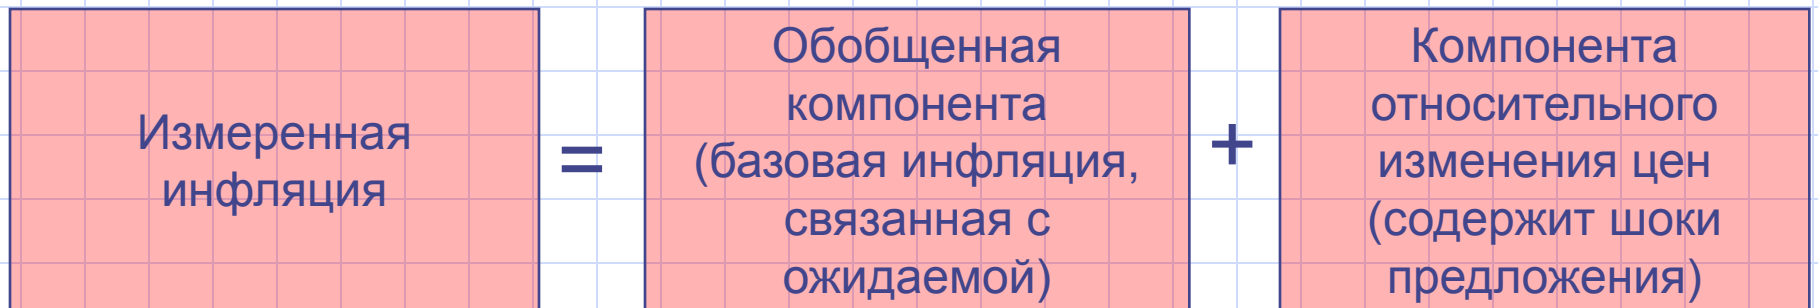 Измеренная
инфляция
=
Обобщенная
компонента
(базовая инфляция,
связанная с
ожидаемой)
+
Компонента
относительного
изменения цен
(содержит шоки
предложения)